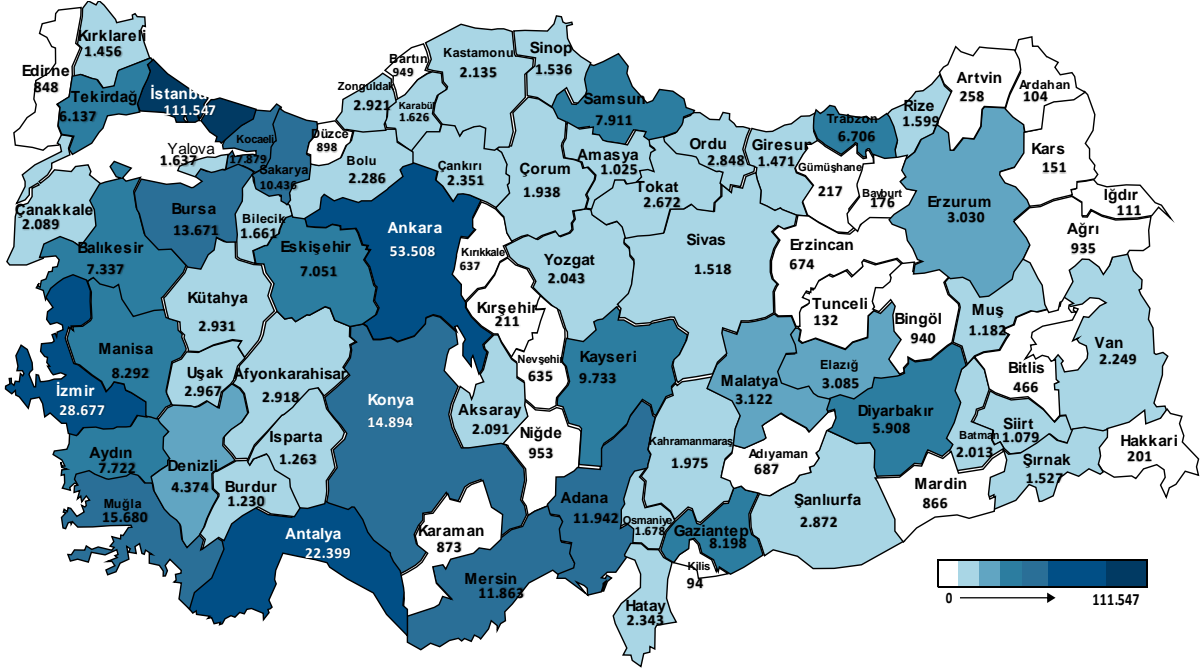 Kırklareli
1.456
Edirne
848
Tekirdağ
6.137
İstanbu
111.547
Yalova
1.637
Kocaeli
17.879
Sakarya
10.436
Düzce
898
Zonguldak
2.921
Bartın
949
Karabük
1.626
Kastamonu
2.135
Sinop
1.536
Samsun
7.911
Bolu
2.286
Çankırı
2.351
Çorum
1.938
Amasya
1.025
Tokat
2.672
Ordu
2.848
Giresun
1.471
Gümüşhane
217
Trabzon
6.706
Bayburt
176
Rize
1.599
Artvin
258
Ardahan
104
Kars
151
Iğdır
111
Ağrı
935
Erzurum
3.030
Erzincan
674
Çanakkale
2.089
Balıkesir
7.337
Bursa
13.671
Bilecik
1.661
Eskişehir
7.051
Ankara
53.508
Kırıkkale
637
Kırşehir
211
Yozgat
2.043
Sivas
1.518
Tunceli
132
Bingöl
940
Muş
1.182
Bitlis
466
Van
2.249
Kütahya
2.931
Manisa
8.292
Uşak
2.967
Afyonkarahisar
2.918
İzmir
28.677
Konya
14.894
Aksaray
2.091
Nevşehir
635
Kayseri
9.733
Niğde
953
Malatya
3.122
Elazığ
3.085
Diyarbakır
5.908
Batman
2.013
Siirt
1.079
Şırnak
1.527
Hakkari
201
Mardin
866
Aydın
7.722
Denizli
4.374
Isparta
1.263
Burdur
1.230
Muğla
15.680
Antalya
22.399
Karaman
873
Mersin
11.863
Adana
11.942
Kahramanmaraş
1.975
Adıyaman
687
Osmaniye
1.678
Gaziantep
8.198
Kilis
94
Şanlıurfa
2.872
Hatay
2.343
0
111.547